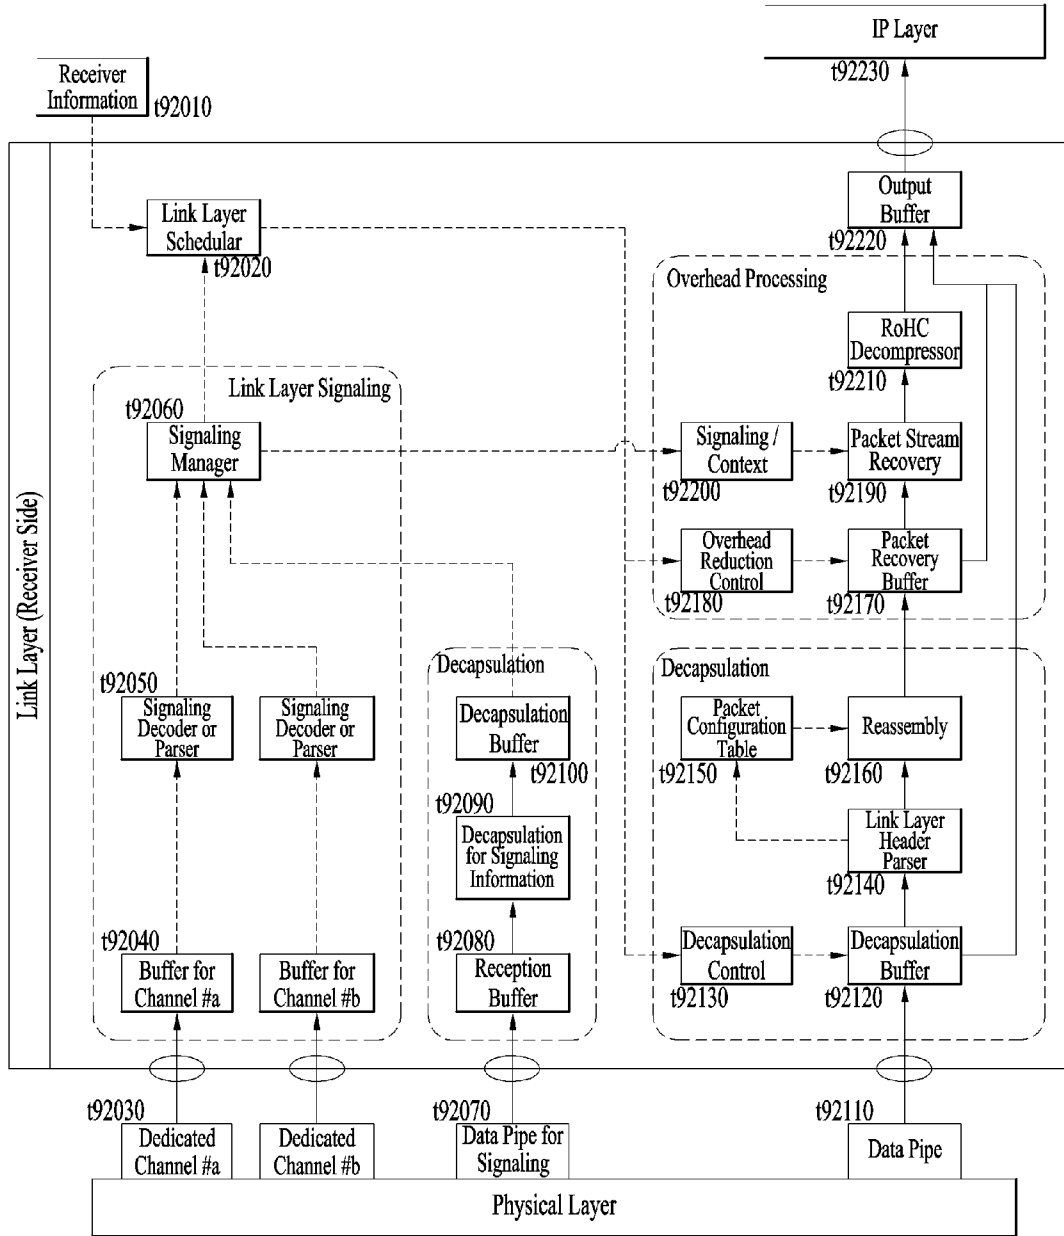 IP Layer
t92230
Receiver
Information
t92010
Output
Buffer
t92220
Link Layer
Schedular
t92020
Overhead Processing
RoHC
Decompressor
t92210
Link Layer Signaling
t92060
Signaling
Manager
Signaling /
Context
t92200
Packet Stream
Recovery
t92190
Overhead
Reduction
Control
t92180
Packet
Recovery
Buffer
t92170
Link Layer (Receiver Side)
Decapsulation
Decapsulation
t92050
Signaling
Decoder or
Parser
Signaling
Decoder or
Parser
Decapsulation
Buffer
t92100
Packet
Configuration
Table
t92150
Reassembly
t92160
t92090
Decapsulation
for Signaling
Information
Link Layer
Header
Parser
t92140
t92040
Buffer for
Channel #a
Buffer for
Channel #b
t92080
Reception
Buffer
Decapsulation
Control
t92130
Decapsulation
Buffer
t92120
t92030
Dedicated
Channel #a
Dedicated
Channel #b
t92070
Data Pipe for
Signaling
t92110
Data Pipe
Physical Layer